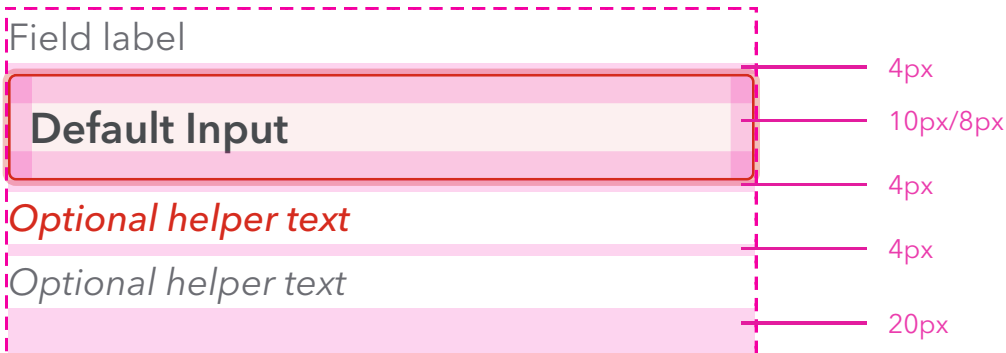 Field label
4px
Default Input
10px/8px
4px
Optional helper text
4px
Optional helper text
20px